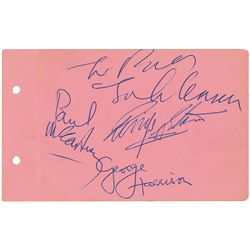 To
John Lennon
Paul
McCartney
Ringo Starr
George
Harrison